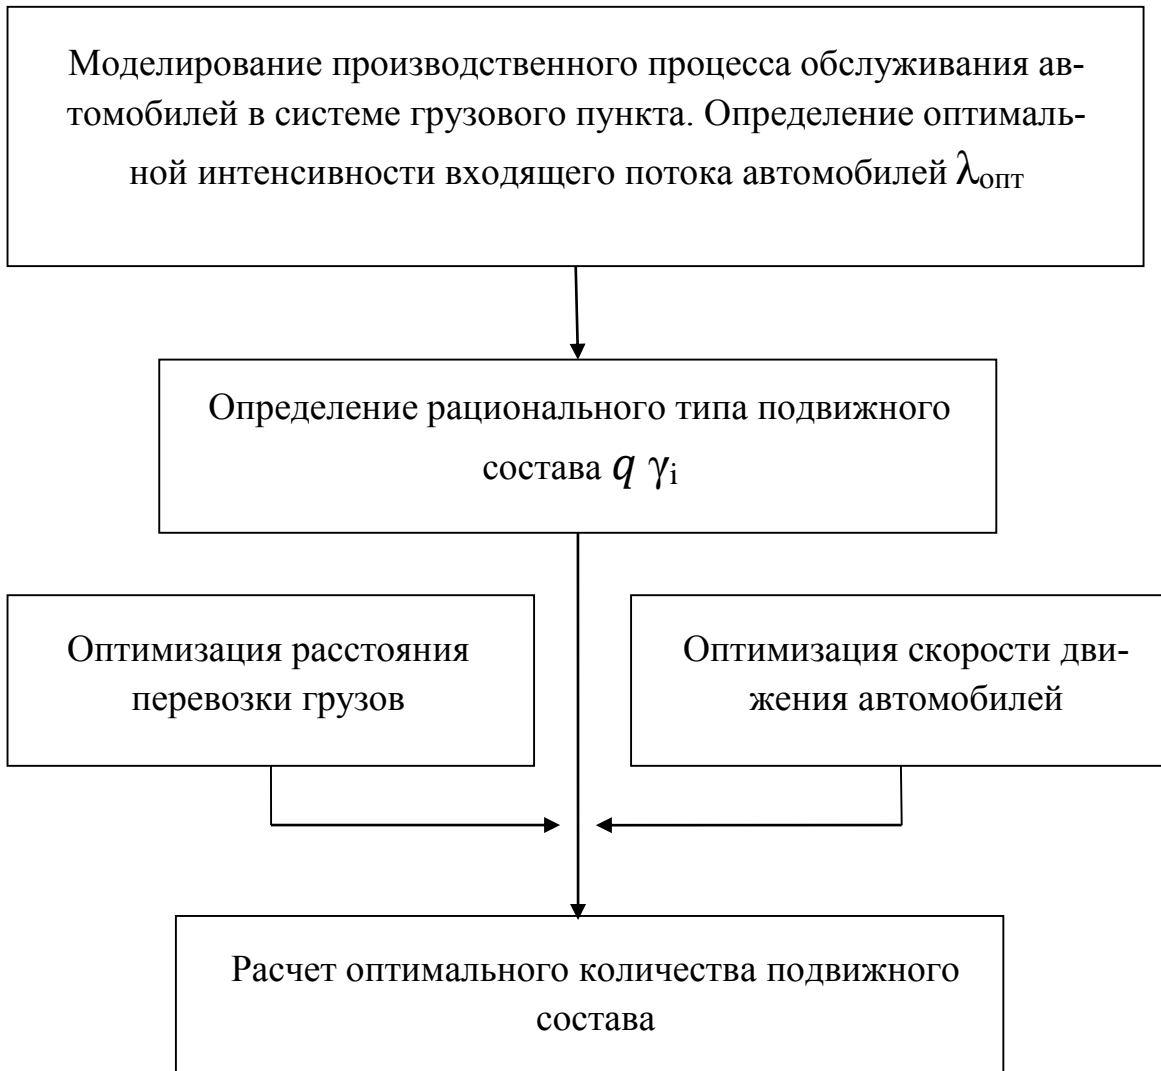 Моделирование производственного процесса обслуживания ав-
томобилей в системе грузового пункта. Определение оптималь-
ной интенсивности входящего потока автомобилей λопт
Определение рационального типа подвижного
состава q γi
Оптимизация расстояния
перевозки грузов
Оптимизация скорости дви-
жения автомобилей
Расчет оптимального количества подвижного
состава